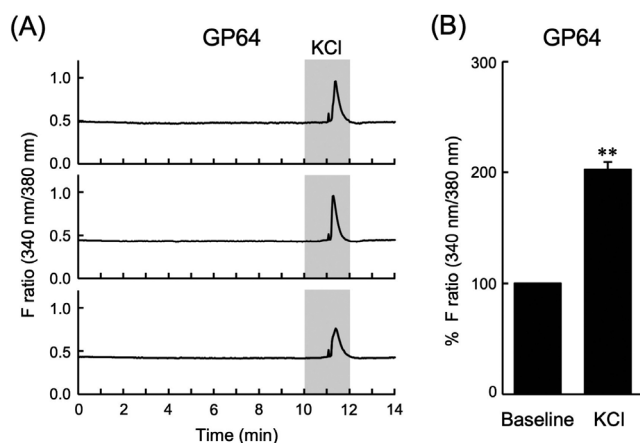 (A)
GP64
KCl
1.0
0.5
0.0
1.0
0.5
0.0
1.0
0.5
0.0
F ratio (340 nm/380 nm)
0 2 4 6 8 10 12 14
Time (min)
(B)
GP64
300
200
100
0
% F ratio (340 nm/380 nm)
**
Baseline KCl